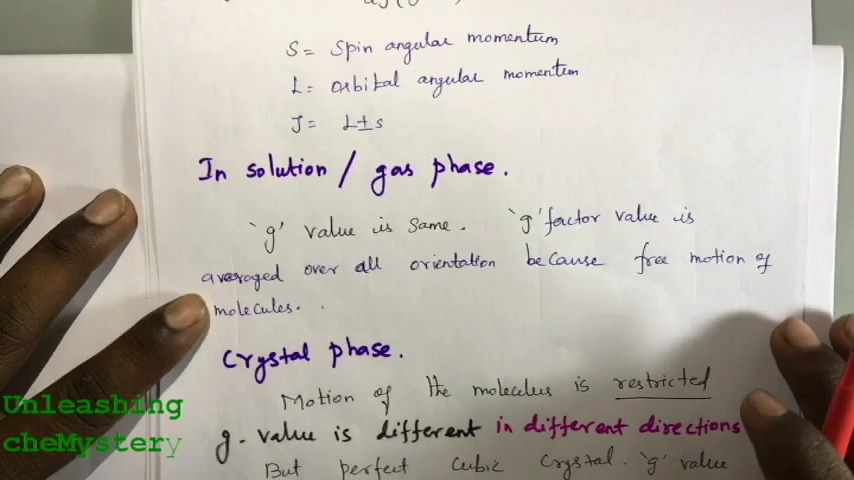 S = Spin angular momentum
L = orbital angular momentum
J = L ± s
In solution / gas phase.
'g' value is same. 'g' factor value is
averaged over all orientation because free motion of
molecules.
Crystal phase.
Motion of the molecules is restricted
g - value is different in different directions
But perfect cubic crystal. 'g' value
Unleashing
cheMystery